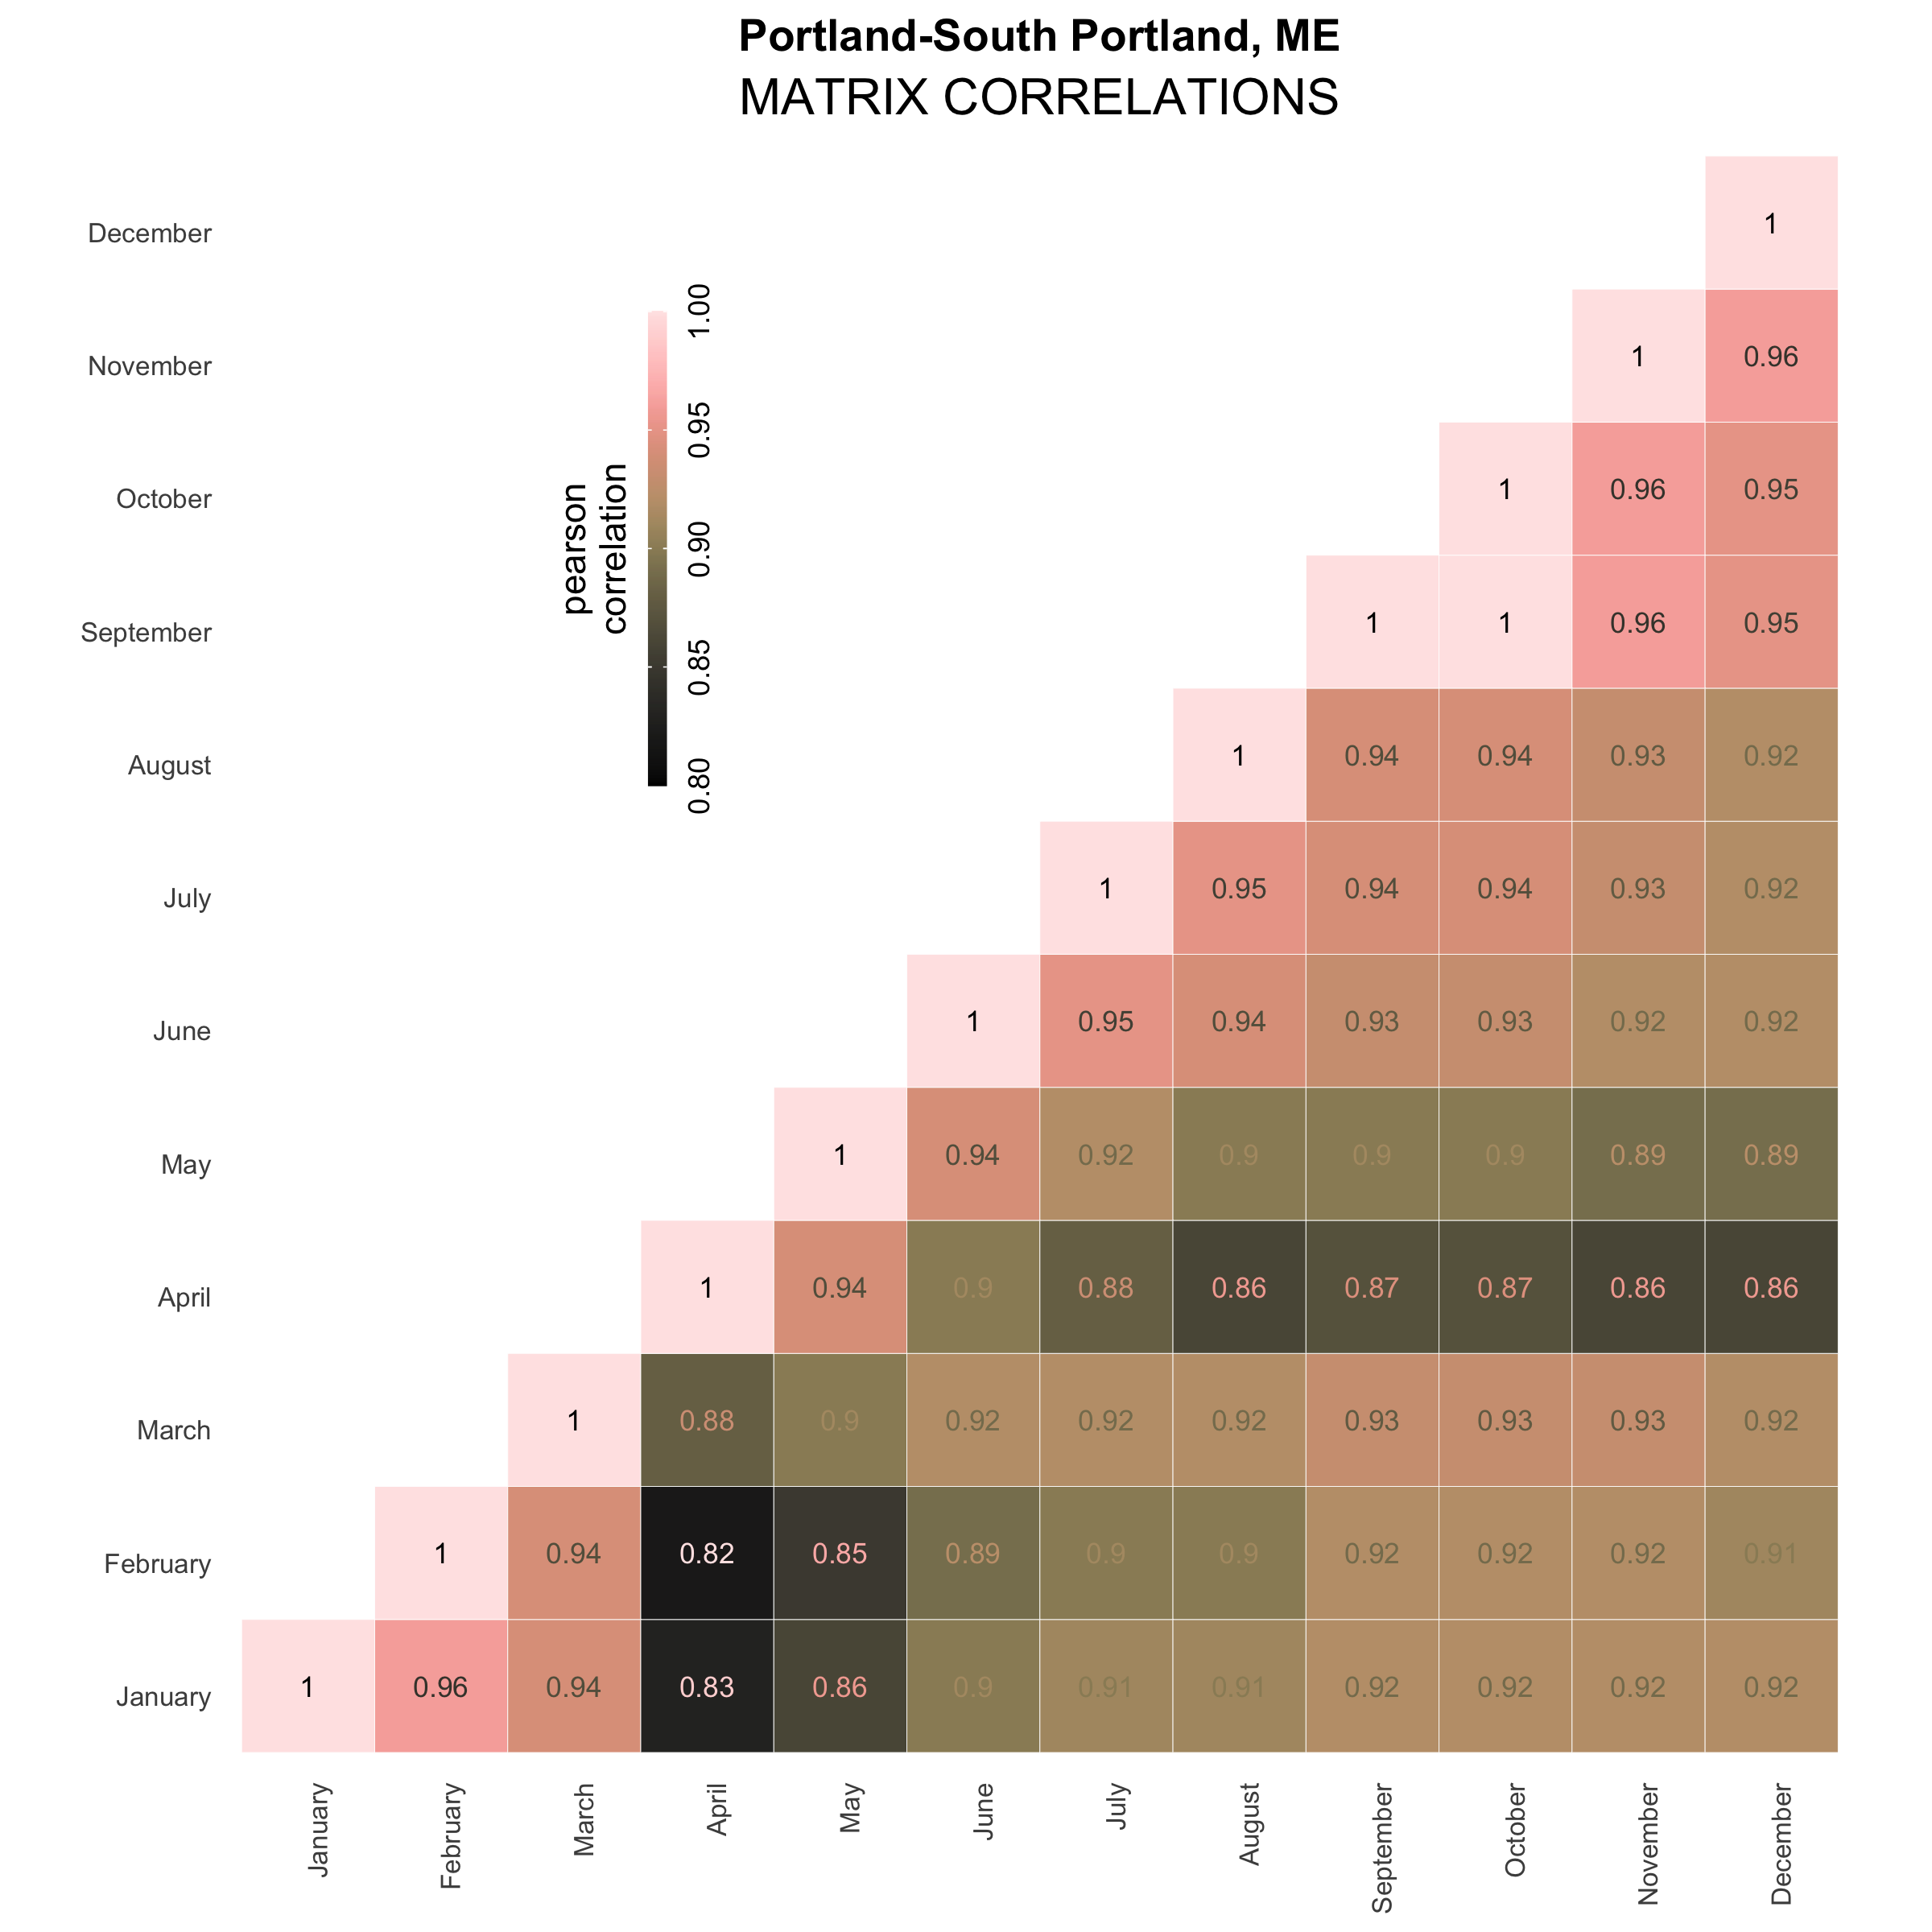 Portland-South Portland, ME
MATRIX CORRELATIONS
pearson
correlation
1.00
0.95
0.90
0.85
0.80
December 1
November 1 0.96
October 1 0.96 0.95
September 1 1 0.96 0.95
August 1 0.94 0.94 0.93 0.92
July 1 0.95 0.94 0.94 0.93 0.92
June 1 0.95 0.94 0.93 0.93 0.92 0.92
May 1 0.94 0.92 0.9 0.9 0.9 0.89 0.89
April 1 0.94 0.9 0.88 0.86 0.87 0.87 0.86 0.86
March 1 0.88 0.9 0.92 0.92 0.92 0.93 0.93 0.93 0.92
February 1 0.94 0.82 0.85 0.89 0.9 0.9 0.92 0.92 0.92 0.91
January 1 0.96 0.94 0.83 0.86 0.9 0.91 0.91 0.92 0.92 0.92 0.92
January February March April May June July August September October November December